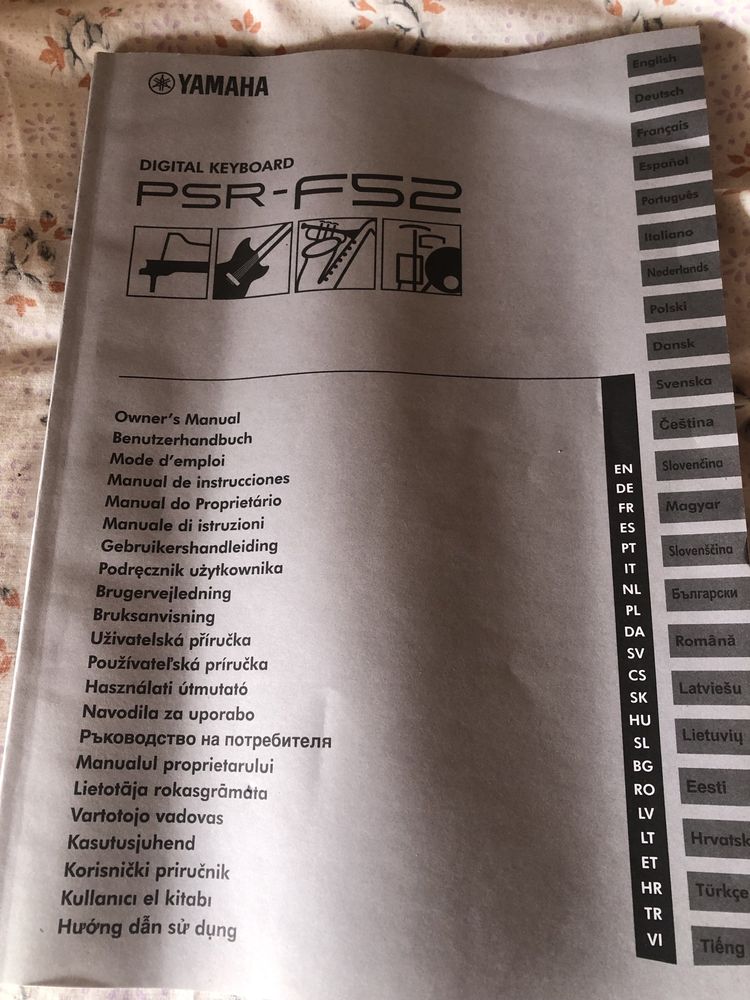 YAMAHA
DIGITAL KEYBOARD
PSR-F52
Owner's Manual
Benutzerhandbuch
Mode d'emploi
Manual de instrucciones
Manual do Proprietário
Manuale di istruzioni
Gebruikershandleiding
Podręcznik użytkownika
Brugervejledning
Bruksanvisning
Uživatelská příručka
Používateľská príručka
Használati útmutató
Navodila za uporabo
Ръководство на потребителя
Manualul proprietarului
Lietotāja rokasgrāmata
Vartotojo vadovas
Kasutusjuhend
Korisnički priručnik
Kullanıcı el kitabı
Hướng dẫn sử dụng
EN
DE
FR
ES
PT
IT
NL
PL
DA
SV
CS
SK
HU
SL
BG
RO
LV
LT
ET
HR
TR
VI
English
Deutsch
Français
Español
Português
Italiano
Nederlands
Polski
Dansk
Svenska
Čeština
Slovenčina
Magyar
Slovenščina
Български
Română
Latviešu
Lietuvių
Eesti
Hrvatsk
Türkçe
Tiếng